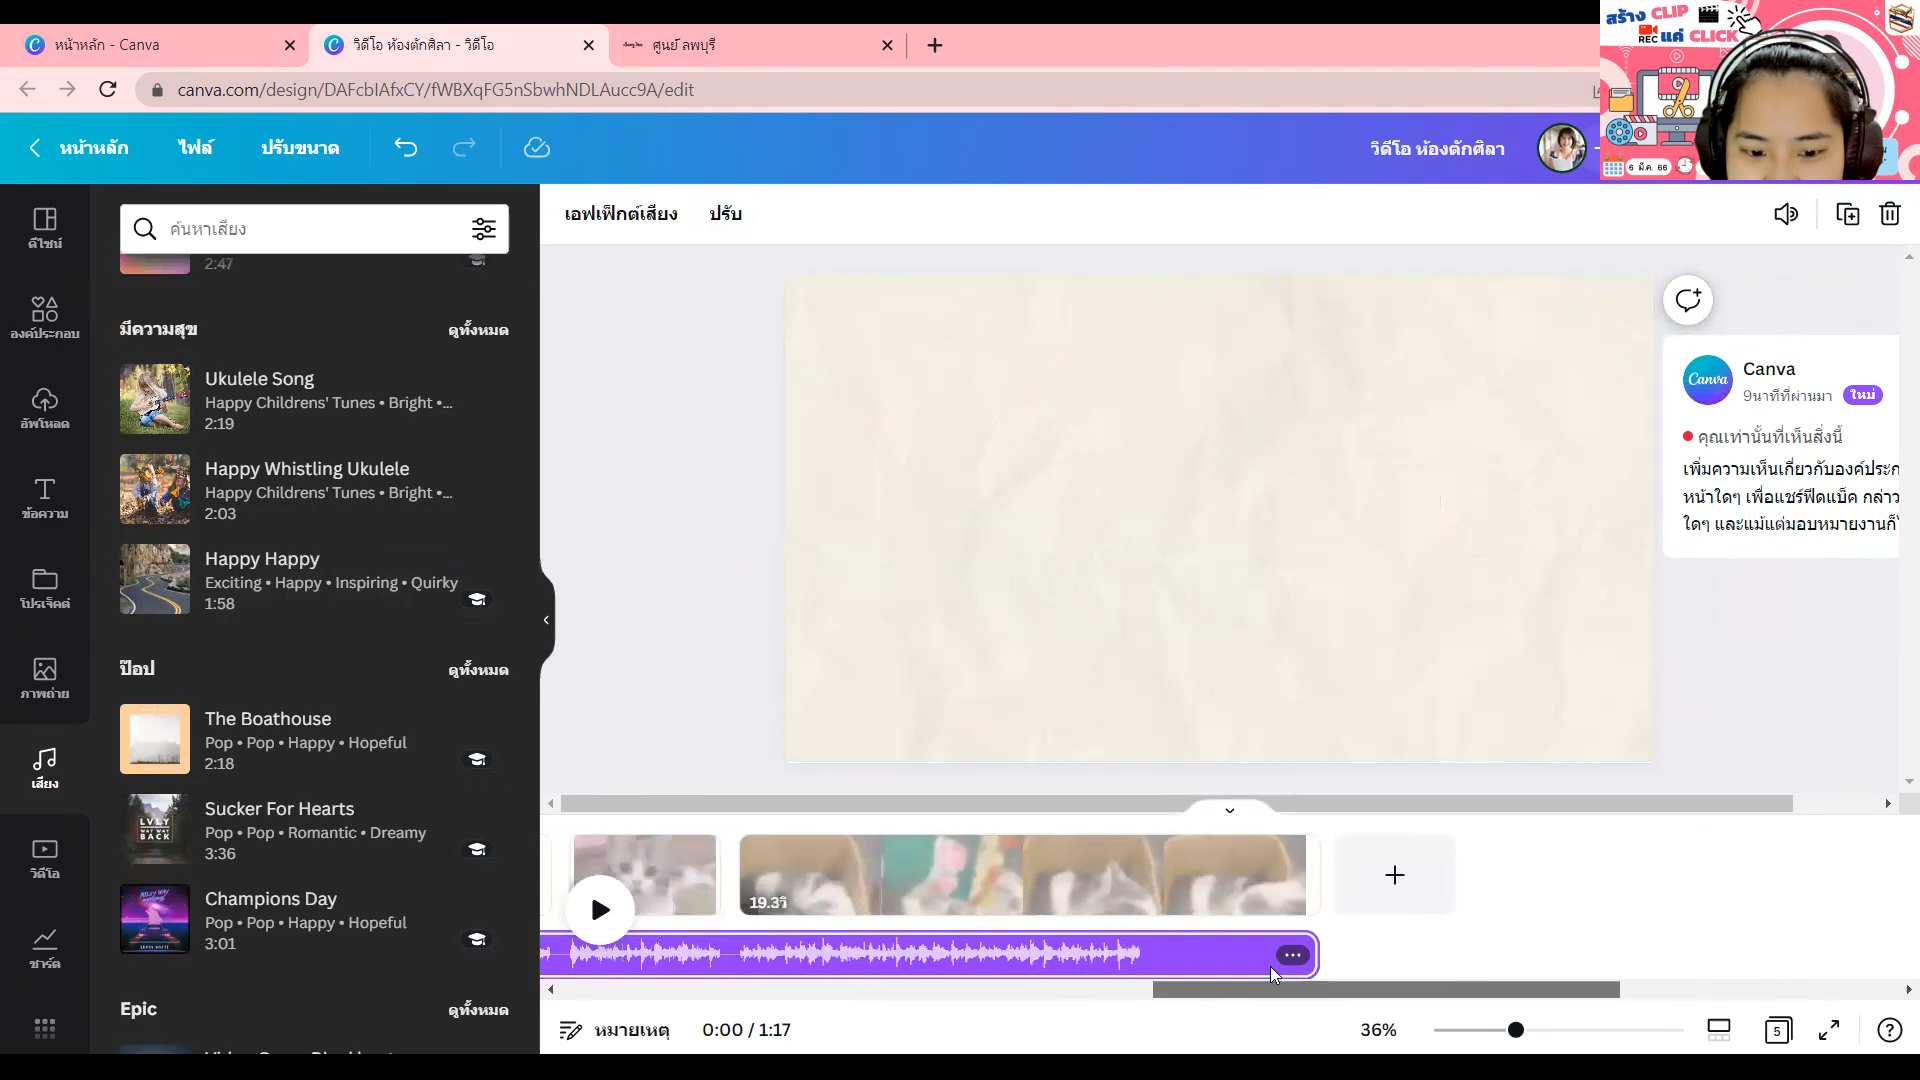 สร้าง CLIP
REC แค่ CLICK
6 มี.ค. 66
หน้าหลัก - Canva
วิดีโอ ห้องตักศิลา - วิดีโอ
ศูนย์ ลพบุรี
canva.com/design/DAFcbIAfxCY/fWBXqFG5nSbwhNDLAucc9A/edit
หน้าหลัก
ไฟล์
ปรับขนาด
วิดีโอ ห้องตักศิลา
ดีไซน์
องค์ประกอบ
อัพโหลด
ข้อความ
โปรเจ็คต์
ภาพถ่าย
เสียง
วิดีโอ
ชาร์ต
ค้นหาเสียง
2:47
มีความสุข
ดูทั้งหมด
Ukulele Song
Happy Childrens' Tunes • Bright •...
2:19
Happy Whistling Ukulele
Happy Childrens' Tunes • Bright •...
2:03
Happy Happy
Exciting • Happy • Inspiring • Quirky
1:58
ป๊อป
ดูทั้งหมด
The Boathouse
Pop • Pop • Happy • Hopeful
2:18
LVLY
WAY WAY
BACK
Sucker For Hearts
Pop • Pop • Romantic • Dreamy
3:36
Champions Day
Pop • Pop • Happy • Hopeful
3:01
Epic
ดูทั้งหมด
เอฟเฟ็กต์เสียง
ปรับ
Canva
Canva
9นาทีที่ผ่านมา
ใหม่
คุณเท่านั้นที่เห็นสิ่งนี้
เพิ่มความเห็นเกี่ยวกับองค์ประก
หน้าใดๆ เพื่อแชร์ฟีดแบ็ค กล่าว
ใดๆ และแม้แต่มอบหมายงานก็
19.3วิ
หมายเหตุ
0:00 / 1:17
36%
5